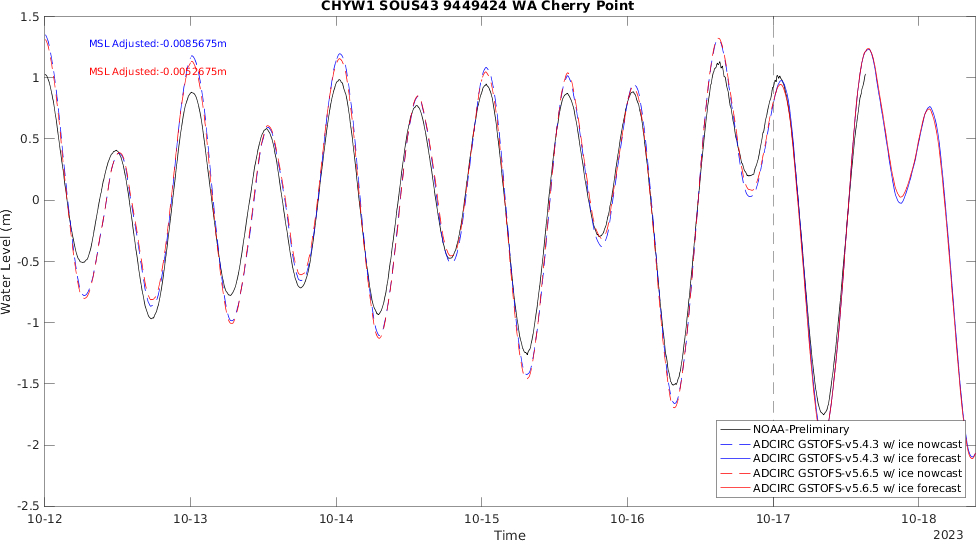 CHYW1 SOUS43 9449424 WA Cherry Point
MSL Adjusted:-0.0085675m
MSL Adjusted:-0.0052675m
Water Level (m)
1.5
1
0.5
0
-0.5
-1
-1.5
-2
-2.5
NOAA-Preliminary
ADCIRC GSTOFS-v5.4.3 w/ ice nowcast
ADCIRC GSTOFS-v5.4.3 w/ ice forecast
ADCIRC GSTOFS-v5.6.5 w/ ice nowcast
ADCIRC GSTOFS-v5.6.5 w/ ice forecast
10-12 10-13 10-14 10-15 10-16 10-17 10-18
Time
2023